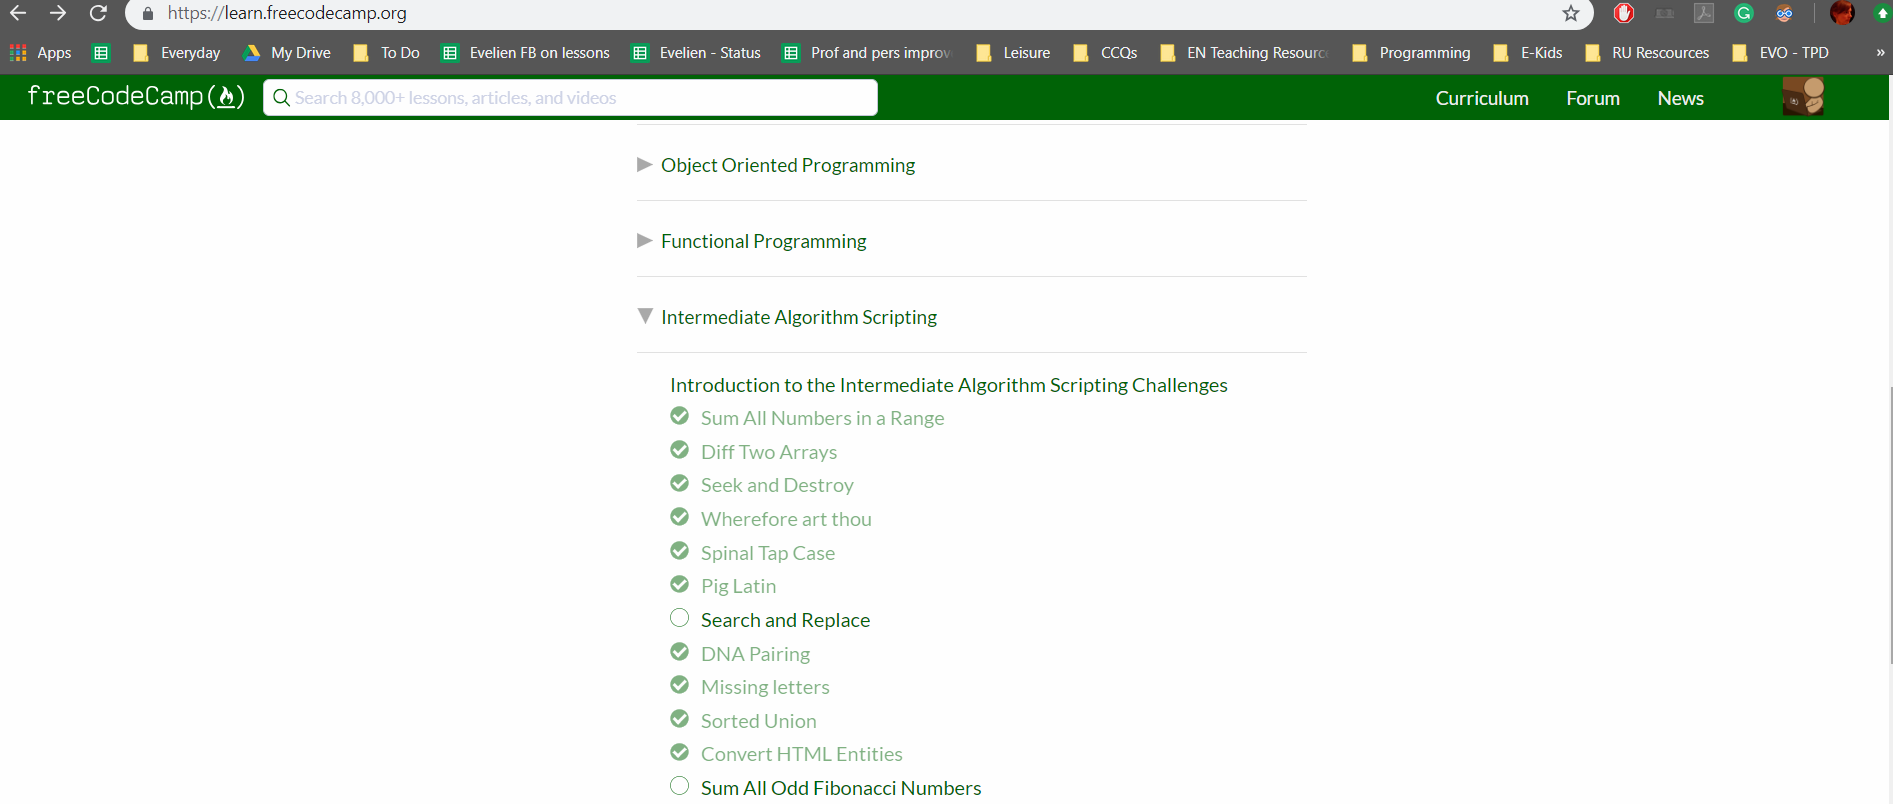 https://learn.freecodecamp.org
Apps Everyday My Drive To Do Evelien FB on lessons Evelien - Status Prof and pers improv Leisure CCQs EN Teaching Resourc Programming E-Kids RU Rescources EVO - TPD »
freeCodeCamp Search 8,000+ lessons, articles, and videos Curriculum Forum News
Object Oriented Programming
Functional Programming
Intermediate Algorithm Scripting
Introduction to the Intermediate Algorithm Scripting Challenges
Sum All Numbers in a Range
Diff Two Arrays
Seek and Destroy
Wherefore art thou
Spinal Tap Case
Pig Latin
Search and Replace
DNA Pairing
Missing letters
Sorted Union
Convert HTML Entities
Sum All Odd Fibonacci Numbers